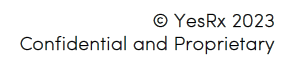 © YesRx 2023
Confidential and Proprietary